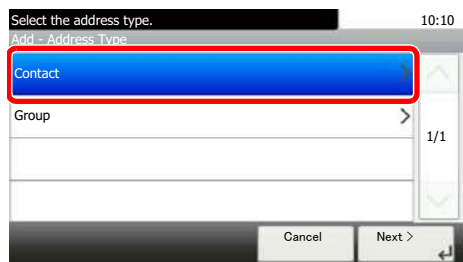 Select the address type. 10:10
Add - Address Type
Contact
Group
1/1
Cancel Next >